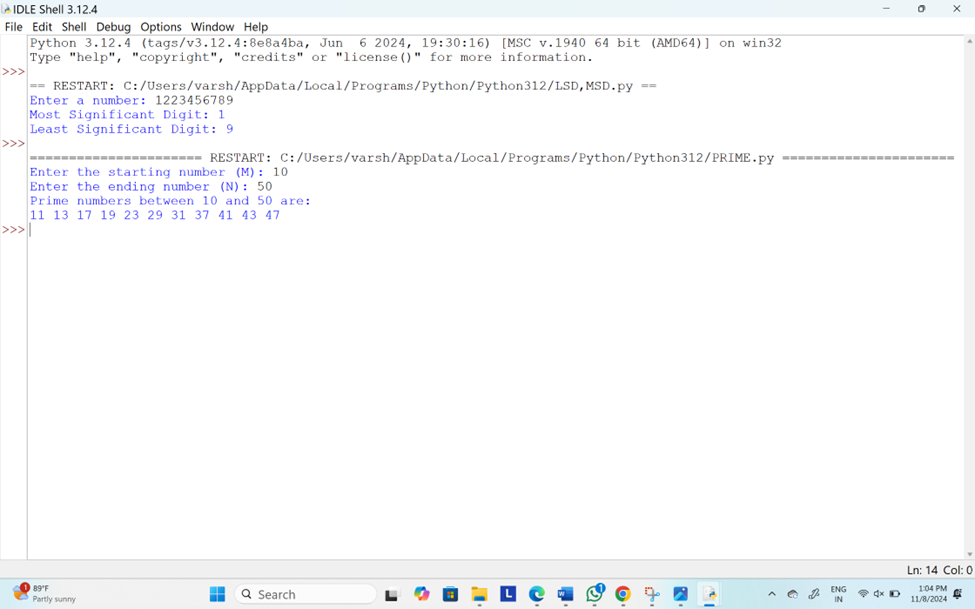 IDLE Shell 3.12.4
File Edit Shell Debug Options Window Help
Python 3.12.4 (tags/v3.12.4:8e8a4ba, Jun  6 2024, 19:30:16) [MSC v.1940 64 bit (AMD64)] on win32
Type "help", "copyright", "credits" or "license()" for more information.
>>>
== RESTART: C:/Users/varsh/AppData/Local/Programs/Python/Python312/LSD,MSD.py ==
Enter a number: 1223456789
Most Significant Digit: 1
Least Significant Digit: 9
>>>
====================== RESTART: C:/Users/varsh/AppData/Local/Programs/Python/Python312/PRIME.py ======================
Enter the starting number (M): 10
Enter the ending number (N): 50
Prime numbers between 10 and 50 are:
11 13 17 19 23 29 31 37 41 43 47
>>>
Ln: 14 Col: 0
1
89°F
Partly sunny
Search
L
W
1
ENG
IN
1:04 PM
11/8/2024